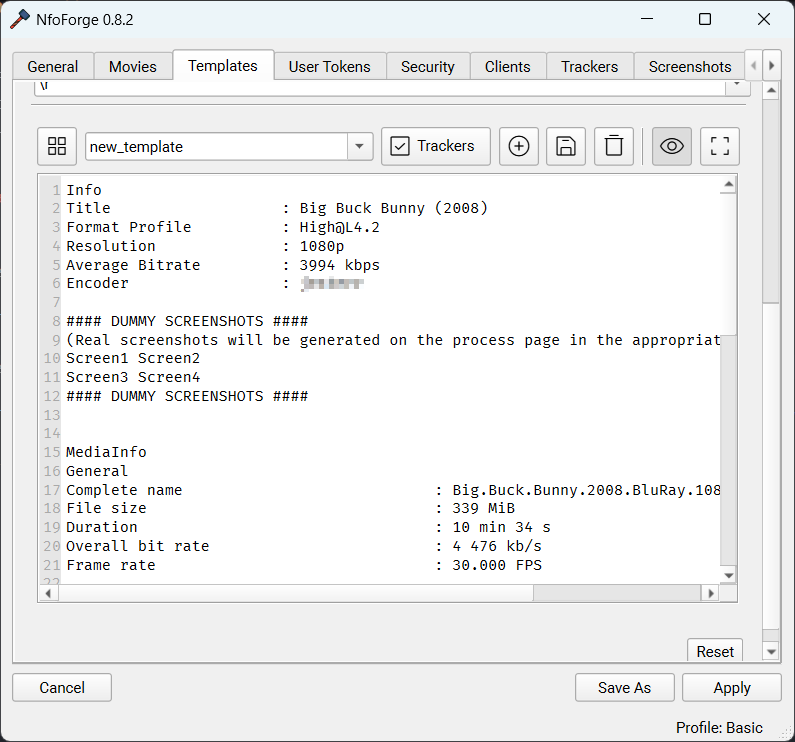 NfoForge 0.8.2
General Movies Templates User Tokens Security Clients Trackers Screenshots
new_template Trackers
1 Info
2 Title : Big Buck Bunny (2008)
3 Format Profile : High@L4.2
4 Resolution : 1080p
5 Average Bitrate : 3994 kbps
6 Encoder :
7
8 #### DUMMY SCREENSHOTS ####
9 (Real screenshots will be generated on the process page in the appropriat
10 Screen1 Screen2
11 Screen3 Screen4
12 #### DUMMY SCREENSHOTS ####
13
14
15 MediaInfo
16 General
17 Complete name : Big.Buck.Bunny.2008.BluRay.108
18 File size : 339 MiB
19 Duration : 10 min 34 s
20 Overall bit rate : 4 476 kb/s
21 Frame rate : 30.000 FPS
22
Reset
Cancel Save As Apply
Profile: Basic